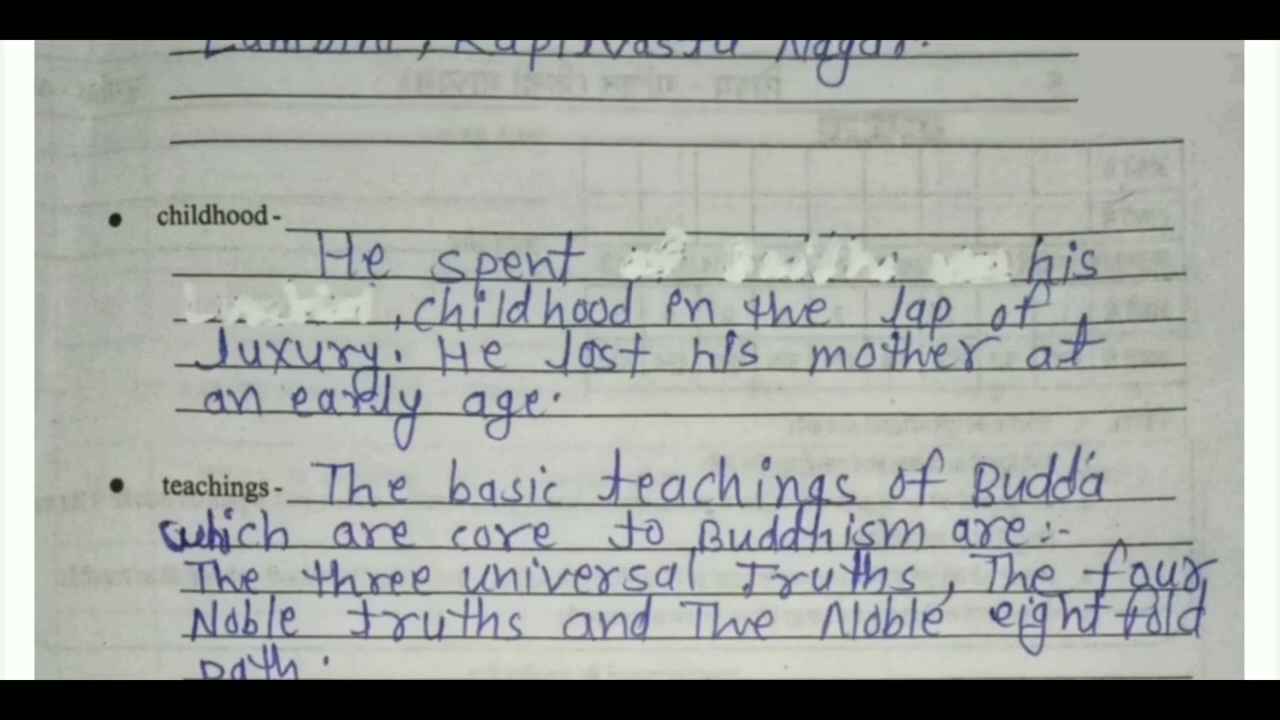 Lumbini, Kapilvastu Nagar.
childhood -
He spent his
, childhood in the lap of
luxury. He lost his mother at
an early age.
teachings - The basic teachings of Budda
which are core to Buddhism are:-
The three universal Truths, The four
Noble truths and The Noble eight fold
path.